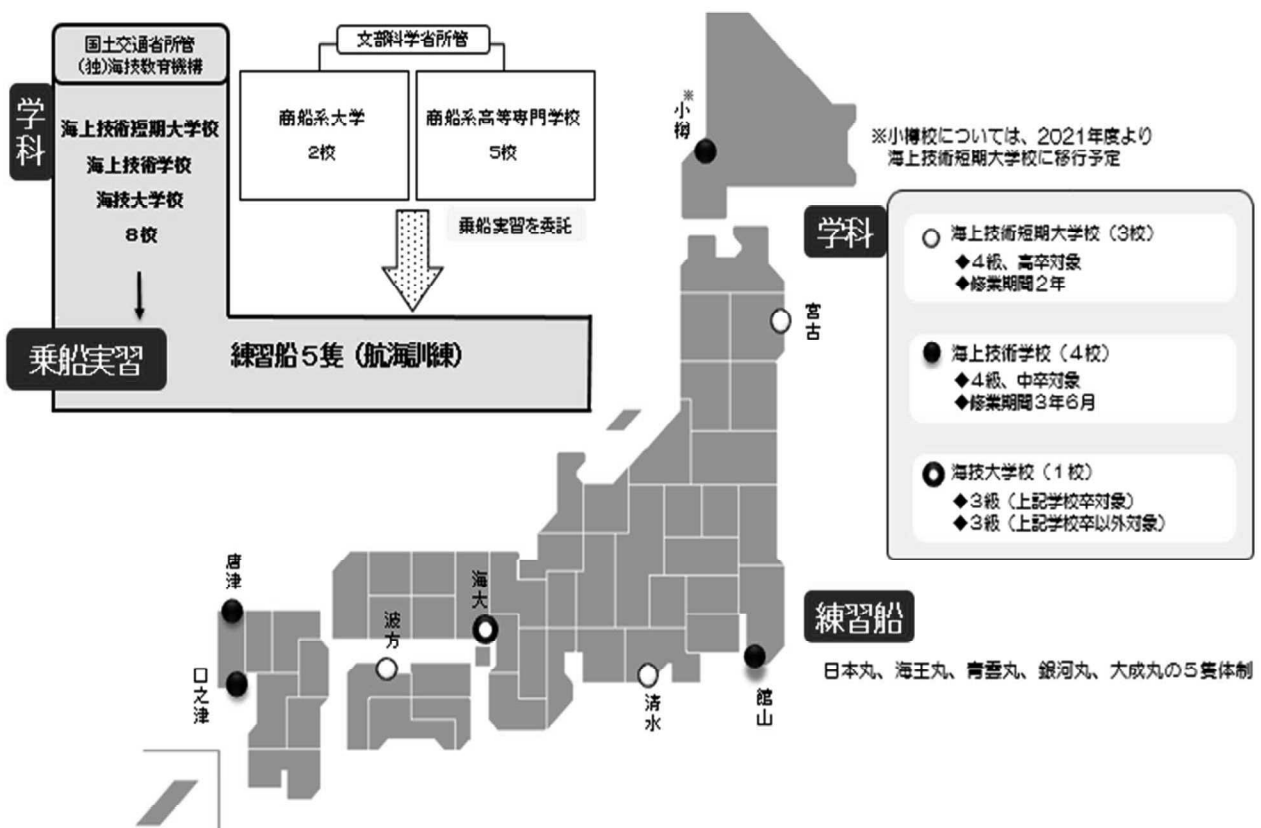 国土交通省所管
(独)海技教育機構
文部科学省所管
学科
海上技術短期大学校
海上技術学校
海技大学校
8校
商船系大学
2校
商船系高等専門学校
5校
乗船実習を委託
乗船実習
練習船5隻(航海訓練)
※
小樽
※小樽校については、2021年度より
海上技術短期大学校に移行予定
学科
海上技術短期大学校(3校)
◆4級、高卒対象
◆修業期間2年
海上技術学校(4校)
◆4級、中卒対象
◆修業期間3年6月
海技大学校(1校)
◆3級(上記学校卒対象)
◆3級(上記学校卒以外対象)
宮古
唐津
口之津
波方
海大
清水
館山
練習船
日本丸、海王丸、青雲丸、銀河丸、大成丸の5隻体制